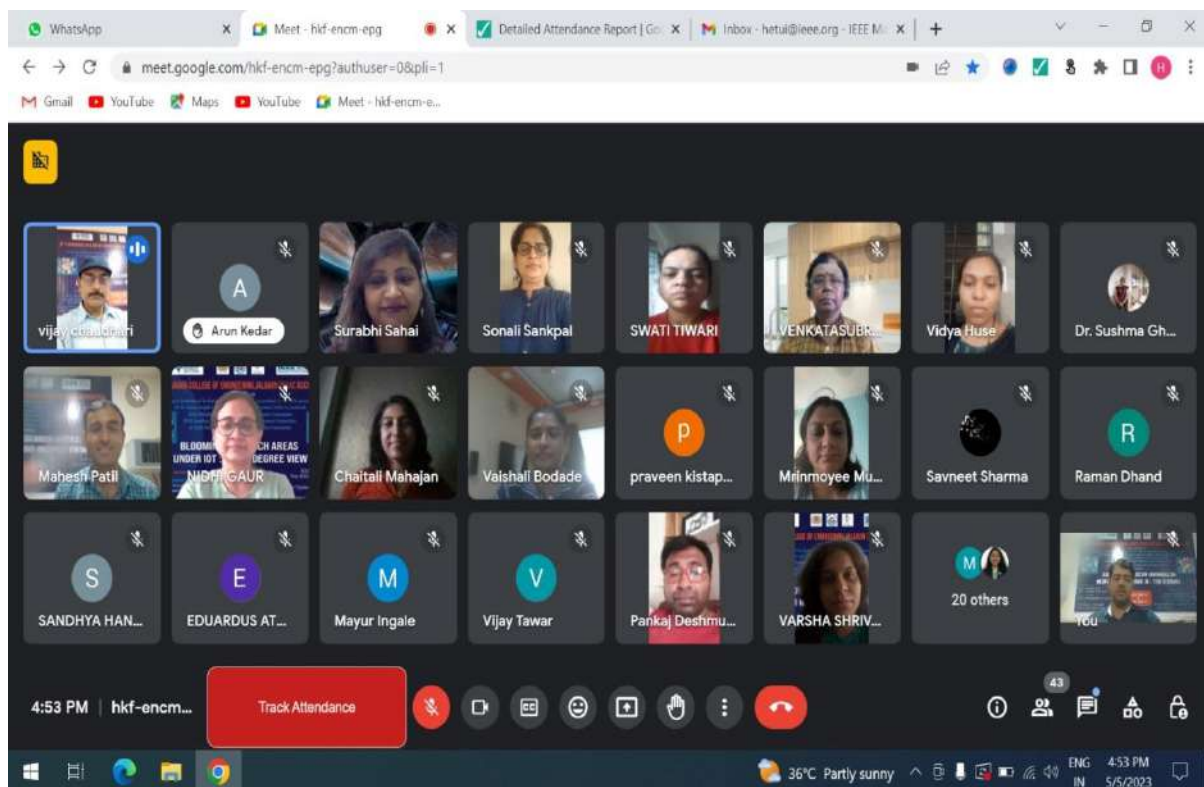 WhatsApp
Meet - hkf-encm-epg
Detailed Attendance Report | Go
Inbox - hetui@ieee.org - IEEE M
meet.google.com/hkf-encm-epg?authuser=0&pli=1
H
Gmail
YouTube
Maps
YouTube
Meet - hkf-encm-e...
vijay chaudhari
A
Arun Kedar
Surabhi Sahai
Sonali Sankpal
SWATI TIWARI
VENKATASUBR...
Vidya Huse
Dr. Sushma Gh...
Mahesh Patil
UNDER IOT
DEGREE VIEW
NIDHI GAUR
Chaitali Mahajan
Vaishali Bodade
p
praveen kistap...
Mrinmoyee Mu...
Savneet Sharma
R
Raman Dhand
S
SANDHYA HAN...
E
EDUARDUS AT...
M
Mayur Ingale
V
Vijay Tawar
Pankaj Deshmu...
VARSHA SHRIV...
M
20 others
You
4:53 PM | hkf-encm...
Track Attendance
CC
43
36°C Partly sunny
ENG
IN
4:53 PM
5/5/2023